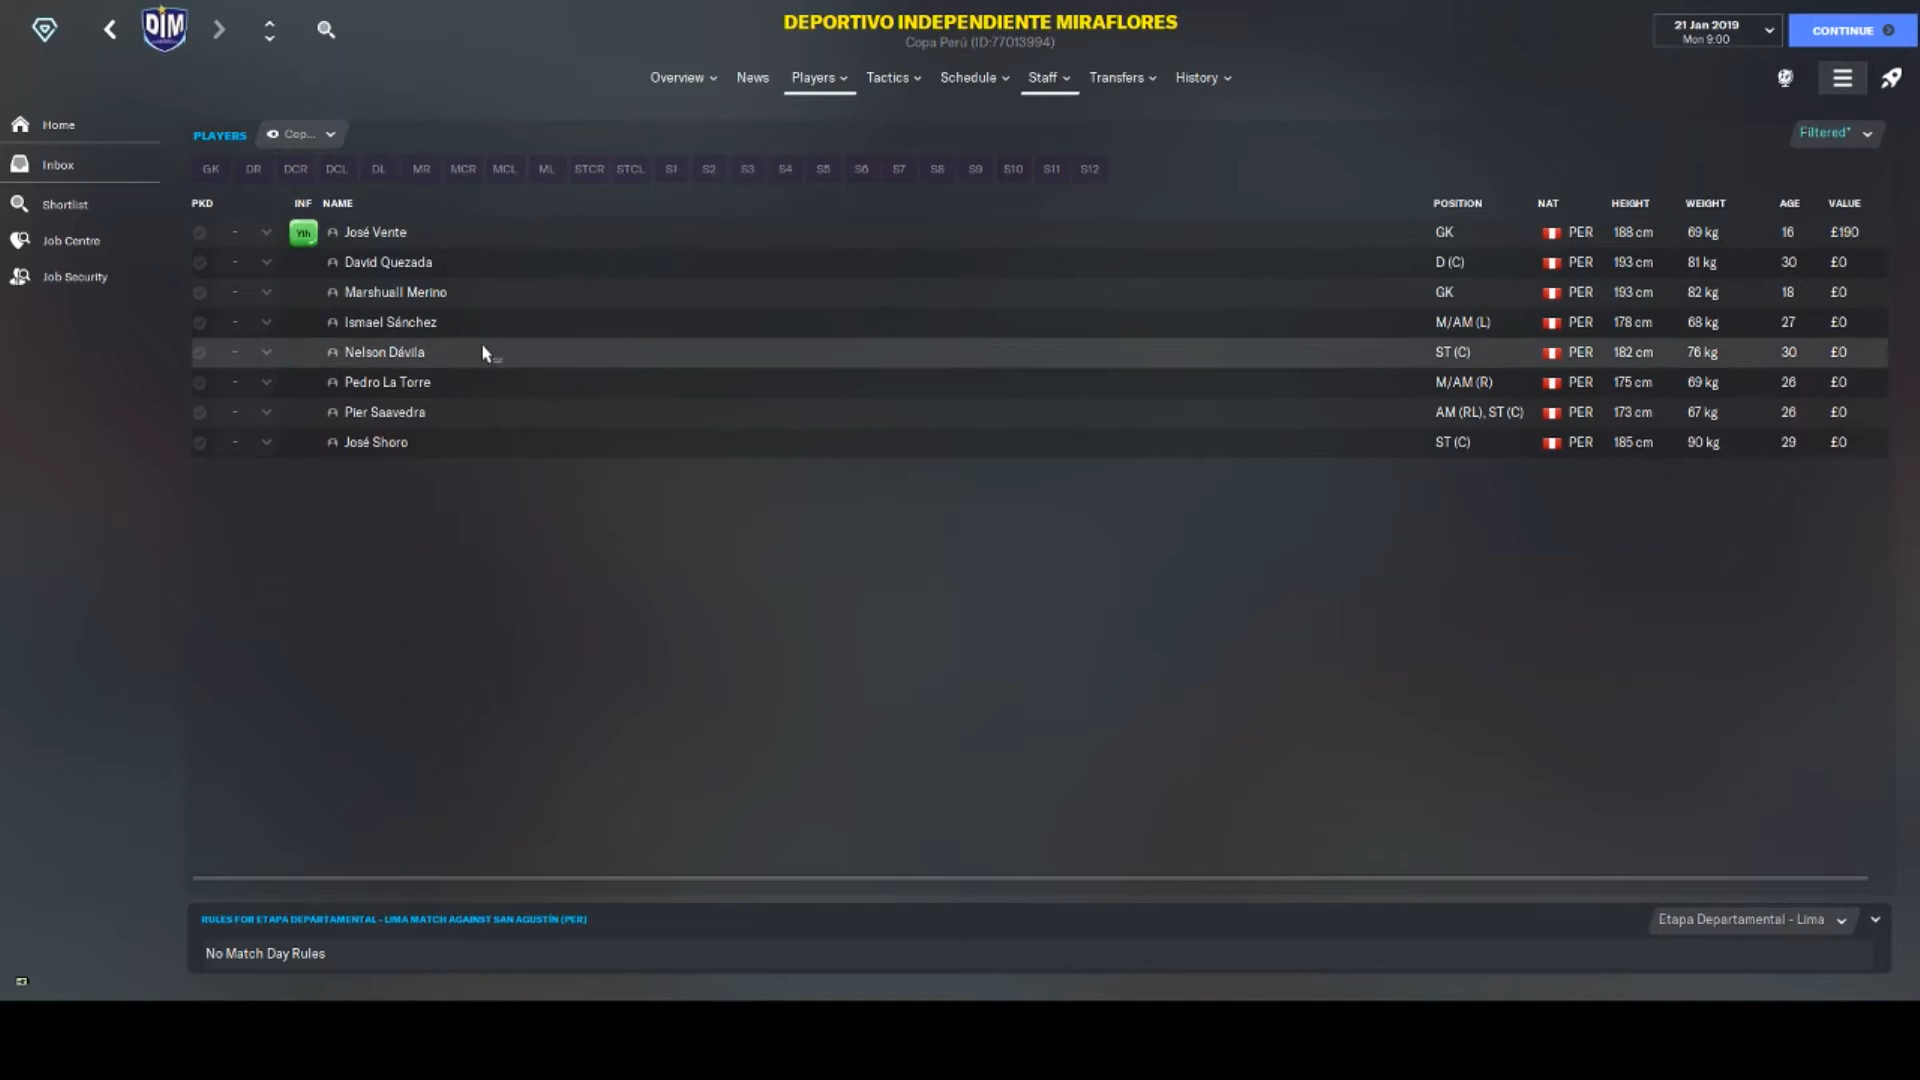 DIM
DEPORTIVO INDEPENDIENTE MIRAFLORES
Copa Perú (ID:77013994)
21 Jan 2019
Mon 9:00
CONTINUE
Overview News Players Tactics Schedule Staff Transfers History
Home
Inbox
Shortlist
Job Centre
Job Security
PLAYERS Cop... Filtered*
GK DR DCR DCL DL MR MCR MCL ML STCR STCL S1 S2 S3 S4 S5 S6 S7 S8 S9 S10 S11 S12
PKD INF NAME POSITION NAT HEIGHT WEIGHT AGE VALUE
- Yth José Vente GK PER 188 cm 69 kg 16 £190
- David Quezada D (C) PER 193 cm 81 kg 30 £0
- Marshuall Merino GK PER 193 cm 82 kg 18 £0
- Ismael Sánchez M/AM (L) PER 178 cm 68 kg 27 £0
- Nelson Dávila ST (C) PER 182 cm 76 kg 30 £0
- Pedro La Torre M/AM (R) PER 175 cm 69 kg 26 £0
- Pier Saavedra AM (RL), ST (C) PER 173 cm 67 kg 26 £0
- José Shoro ST (C) PER 185 cm 90 kg 29 £0
RULES FOR ETAPA DEPARTAMENTAL - LIMA MATCH AGAINST SAN AGUSTÍN (PER) Etapa Departamental - Lima
No Match Day Rules